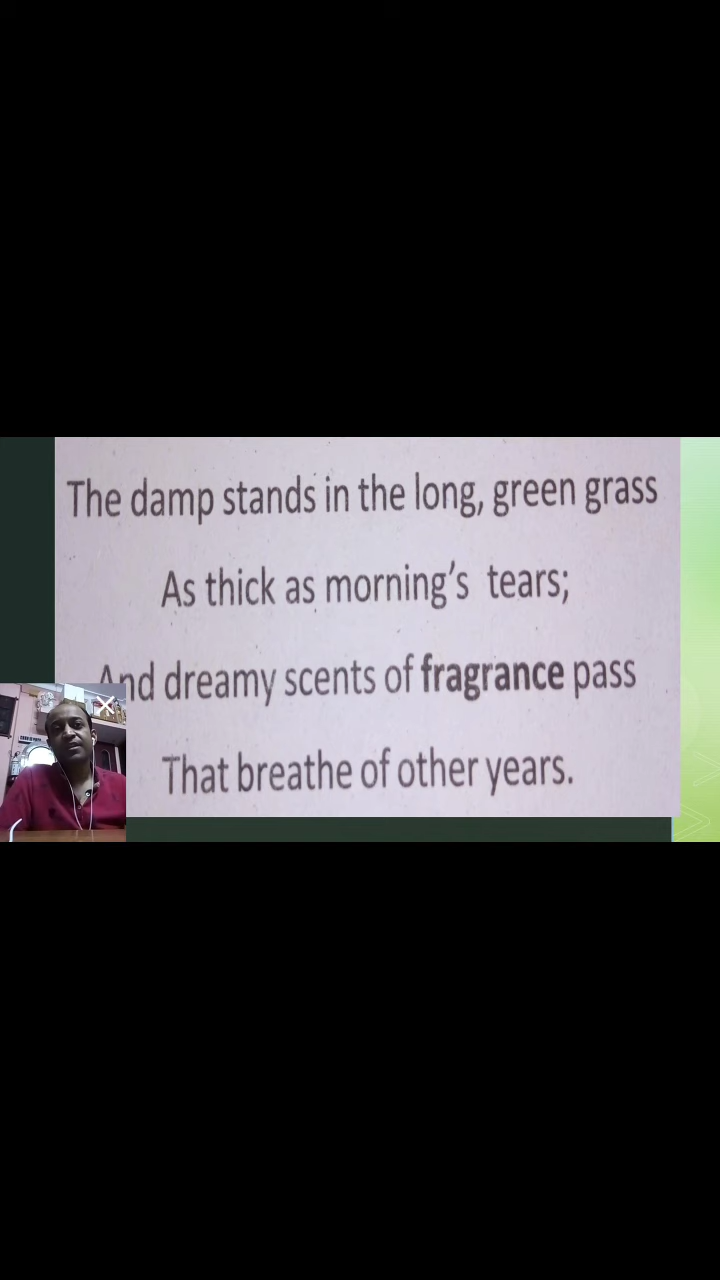 The damp stands in the long, green grass
As thick as morning's tears;
And dreamy scents of fragrance pass
That breathe of other years.